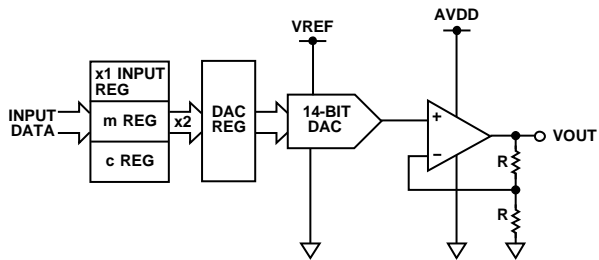 VREF
AVDD
x1 INPUT
REG
INPUT
DATA
m REG
x2
c REG
DAC
REG
14-BIT
DAC
+
–
VOUT
R
R